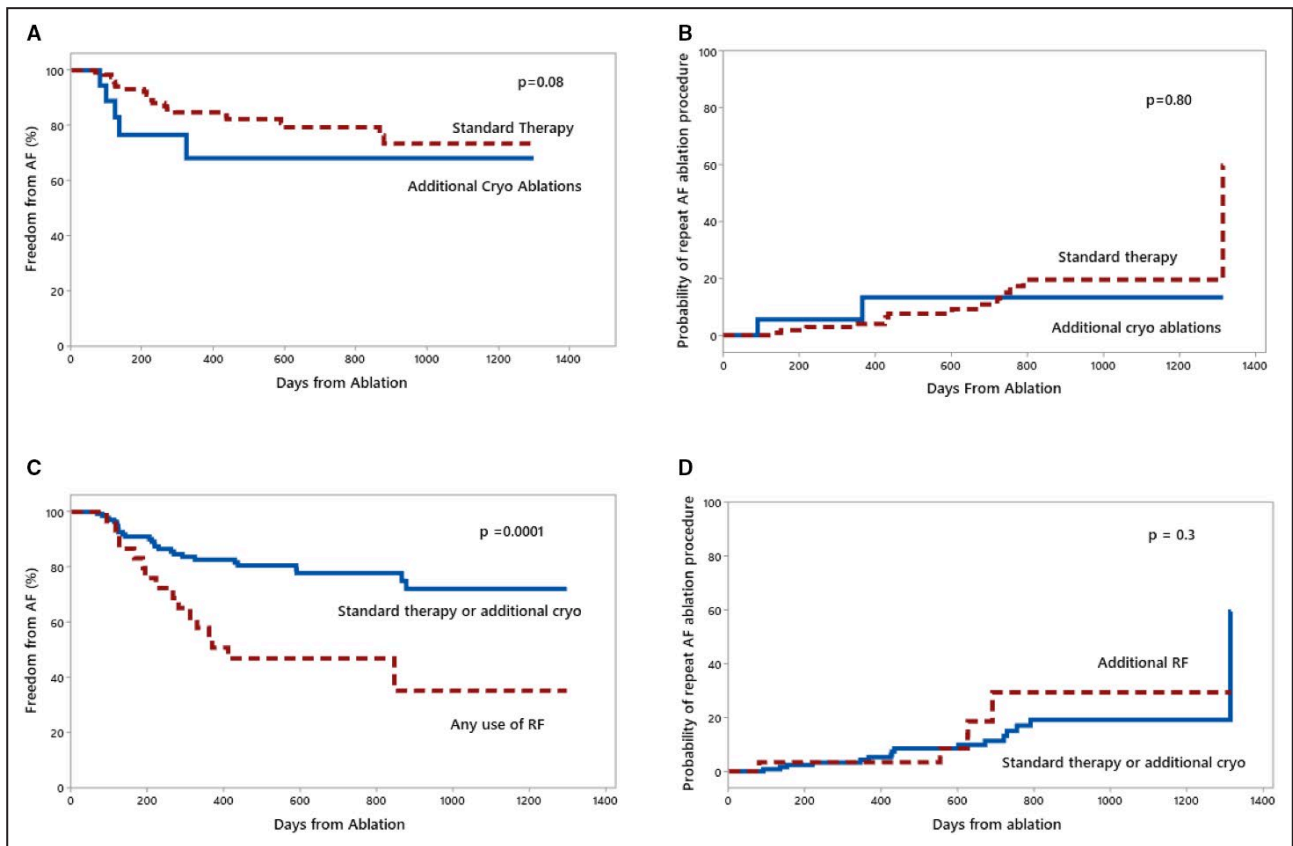 A
Freedom from AF (%)
100
80
60
40
20
0
p=0.08
Standard Therapy
Additional Cryo Ablations
0 200 400 600 800 1000 1200 1400
Days from Ablation
B
Probability of repeat AF ablation procedure
100
80
60
40
20
0
p=0.80
Standard therapy
Additional cryo ablations
0 200 400 600 800 1000 1200 1400
Days From Ablation
C
Freedom from AF (%)
100
80
60
40
20
0
p =0.0001
Standard therapy or additional cryo
Any use of RF
0 200 400 600 800 1000 1200 1400
Days from Ablation
D
Probability of repeat AF ablation procedure
100
80
60
40
20
0
p = 0.3
Additional RF
Standard therapy or additional cryo
0 200 400 600 800 1000 1200 1400
Days from ablation